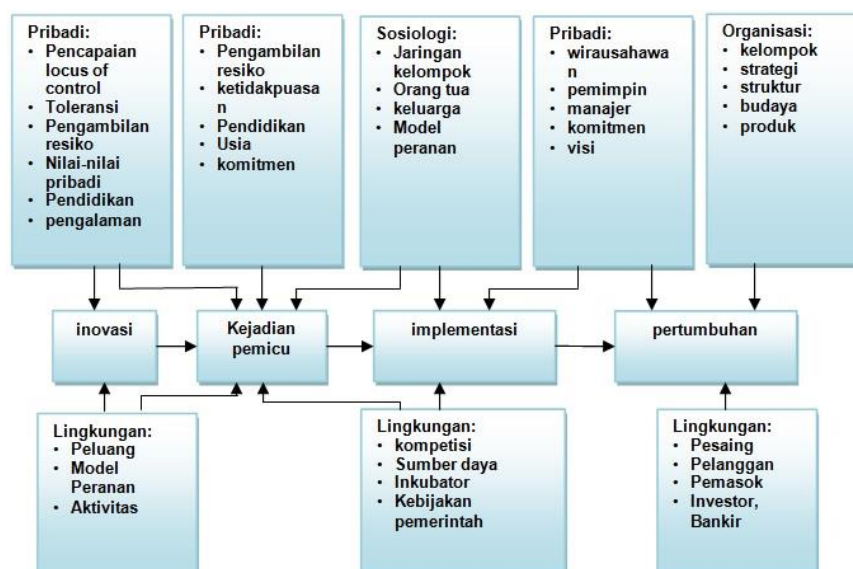 Pribadi:
• Pencapaian
locus of
control
• Toleransi
• Pengambilan
resiko
• Nilai-nilai
pribadi
• Pendidikan
• pengalaman
Pribadi:
• Pengambilan
resiko
• ketidakpuasa
n
• Pendidikan
• Usia
• komitmen
Sosiologi:
• Jaringan
kelompok
• Orang tua
• keluarga
• Model
peranan
Pribadi:
• wirausahawa
n
• pemimpin
• manajer
• komitmen
• visi
Organisasi:
• kelompok
• strategi
• struktur
• budaya
• produk
inovasi
Kejadian
pemicu
implementasi
pertumbuhan
Lingkungan:
• Peluang
• Model
Peranan
• Aktivitas
Lingkungan:
• kompetisi
• Sumber daya
• Inkubator
• Kebijakan
pemerintah
Lingkungan:
• Pesaing
• Pelanggan
• Pemasok
• Investor,
Bankir